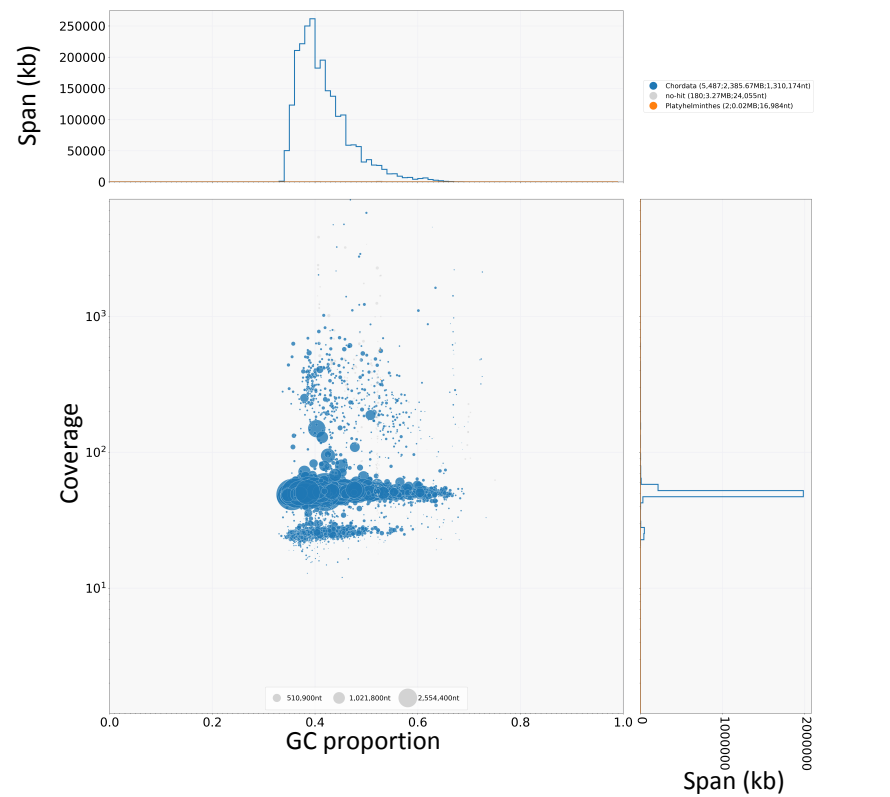 Span (kb)
250000
200000
150000
100000
50000
0
Chordata (5,487;2,385.67MB;1,310,174nt)
no-hit (180;3.27MB;24,055nt)
Platyhelminthes (2;0.02MB;16,984nt)
Coverage
10³
10²
10¹
510,900nt
1,021,800nt
2,554,400nt
0.0
0.2
0.4
0.6
0.8
1.0
GC proportion
0
1000000
2000000
Span (kb)